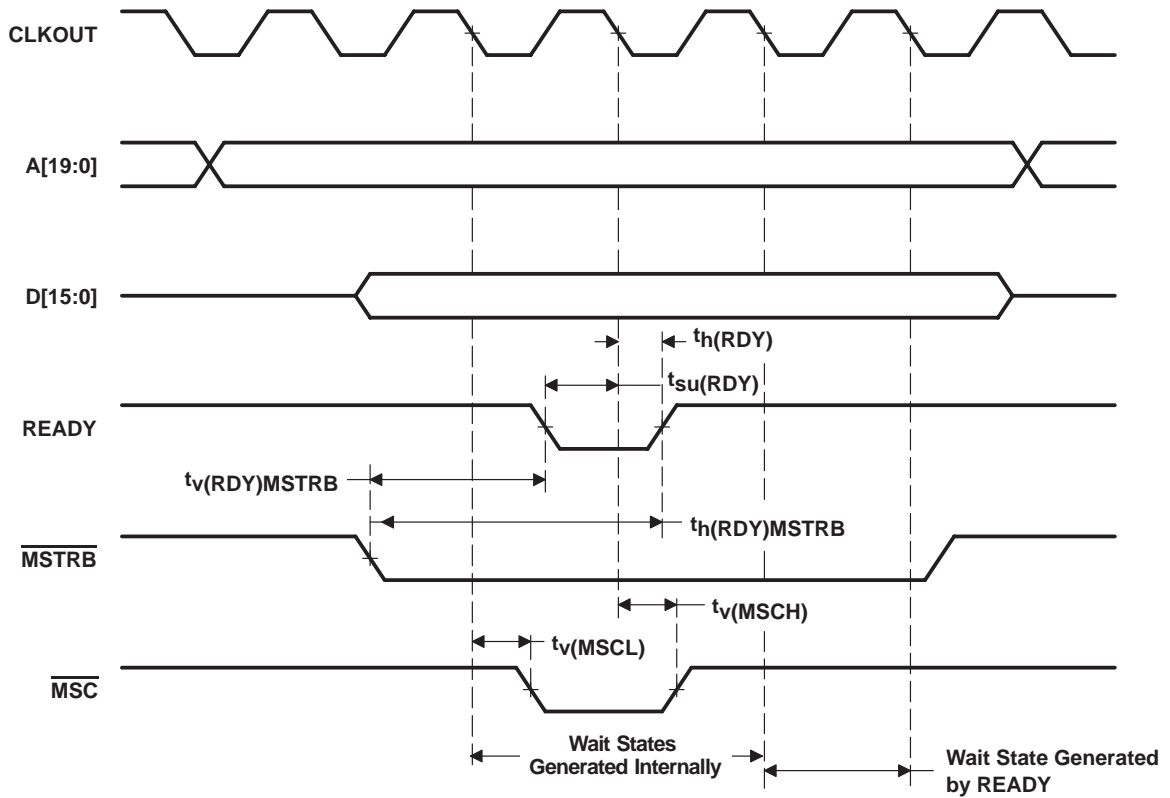 CLKOUT
A[19:0]
D[15:0]
th(RDY)
tsu(RDY)
READY
tv(RDY)MSTRB
th(RDY)MSTRB
MSTRB
tv(MSCH)
tv(MSCL)
MSC
Wait States
Generated Internally
Wait State Generated
by READY